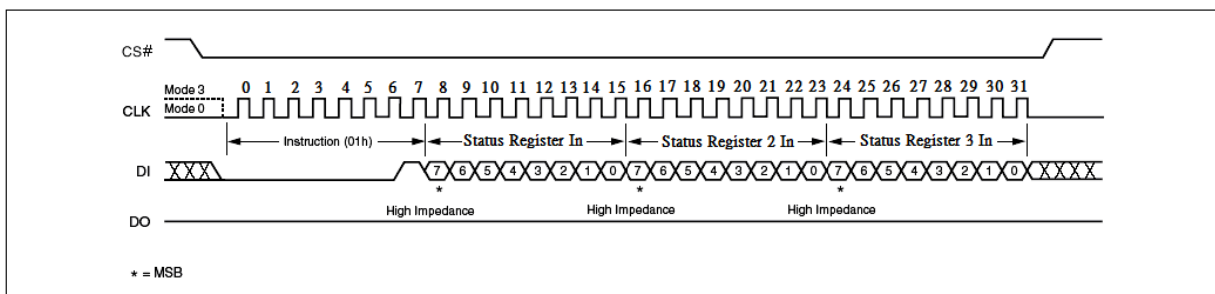 CS#
Mode 3 0 1 2 3 4 5 6 7 8 9 10 11 12 13 14 15 16 17 18 19 20 21 22 23 24 25 26 27 28 29 30 31
CLK Mode 0
Instruction (01h) Status Register In Status Register 2 In Status Register 3 In
DI 7 6 5 4 3 2 1 0 7 6 5 4 3 2 1 0 7 6 5 4 3 2 1 0
* * *
High Impedance High Impedance High Impedance
DO
* = MSB